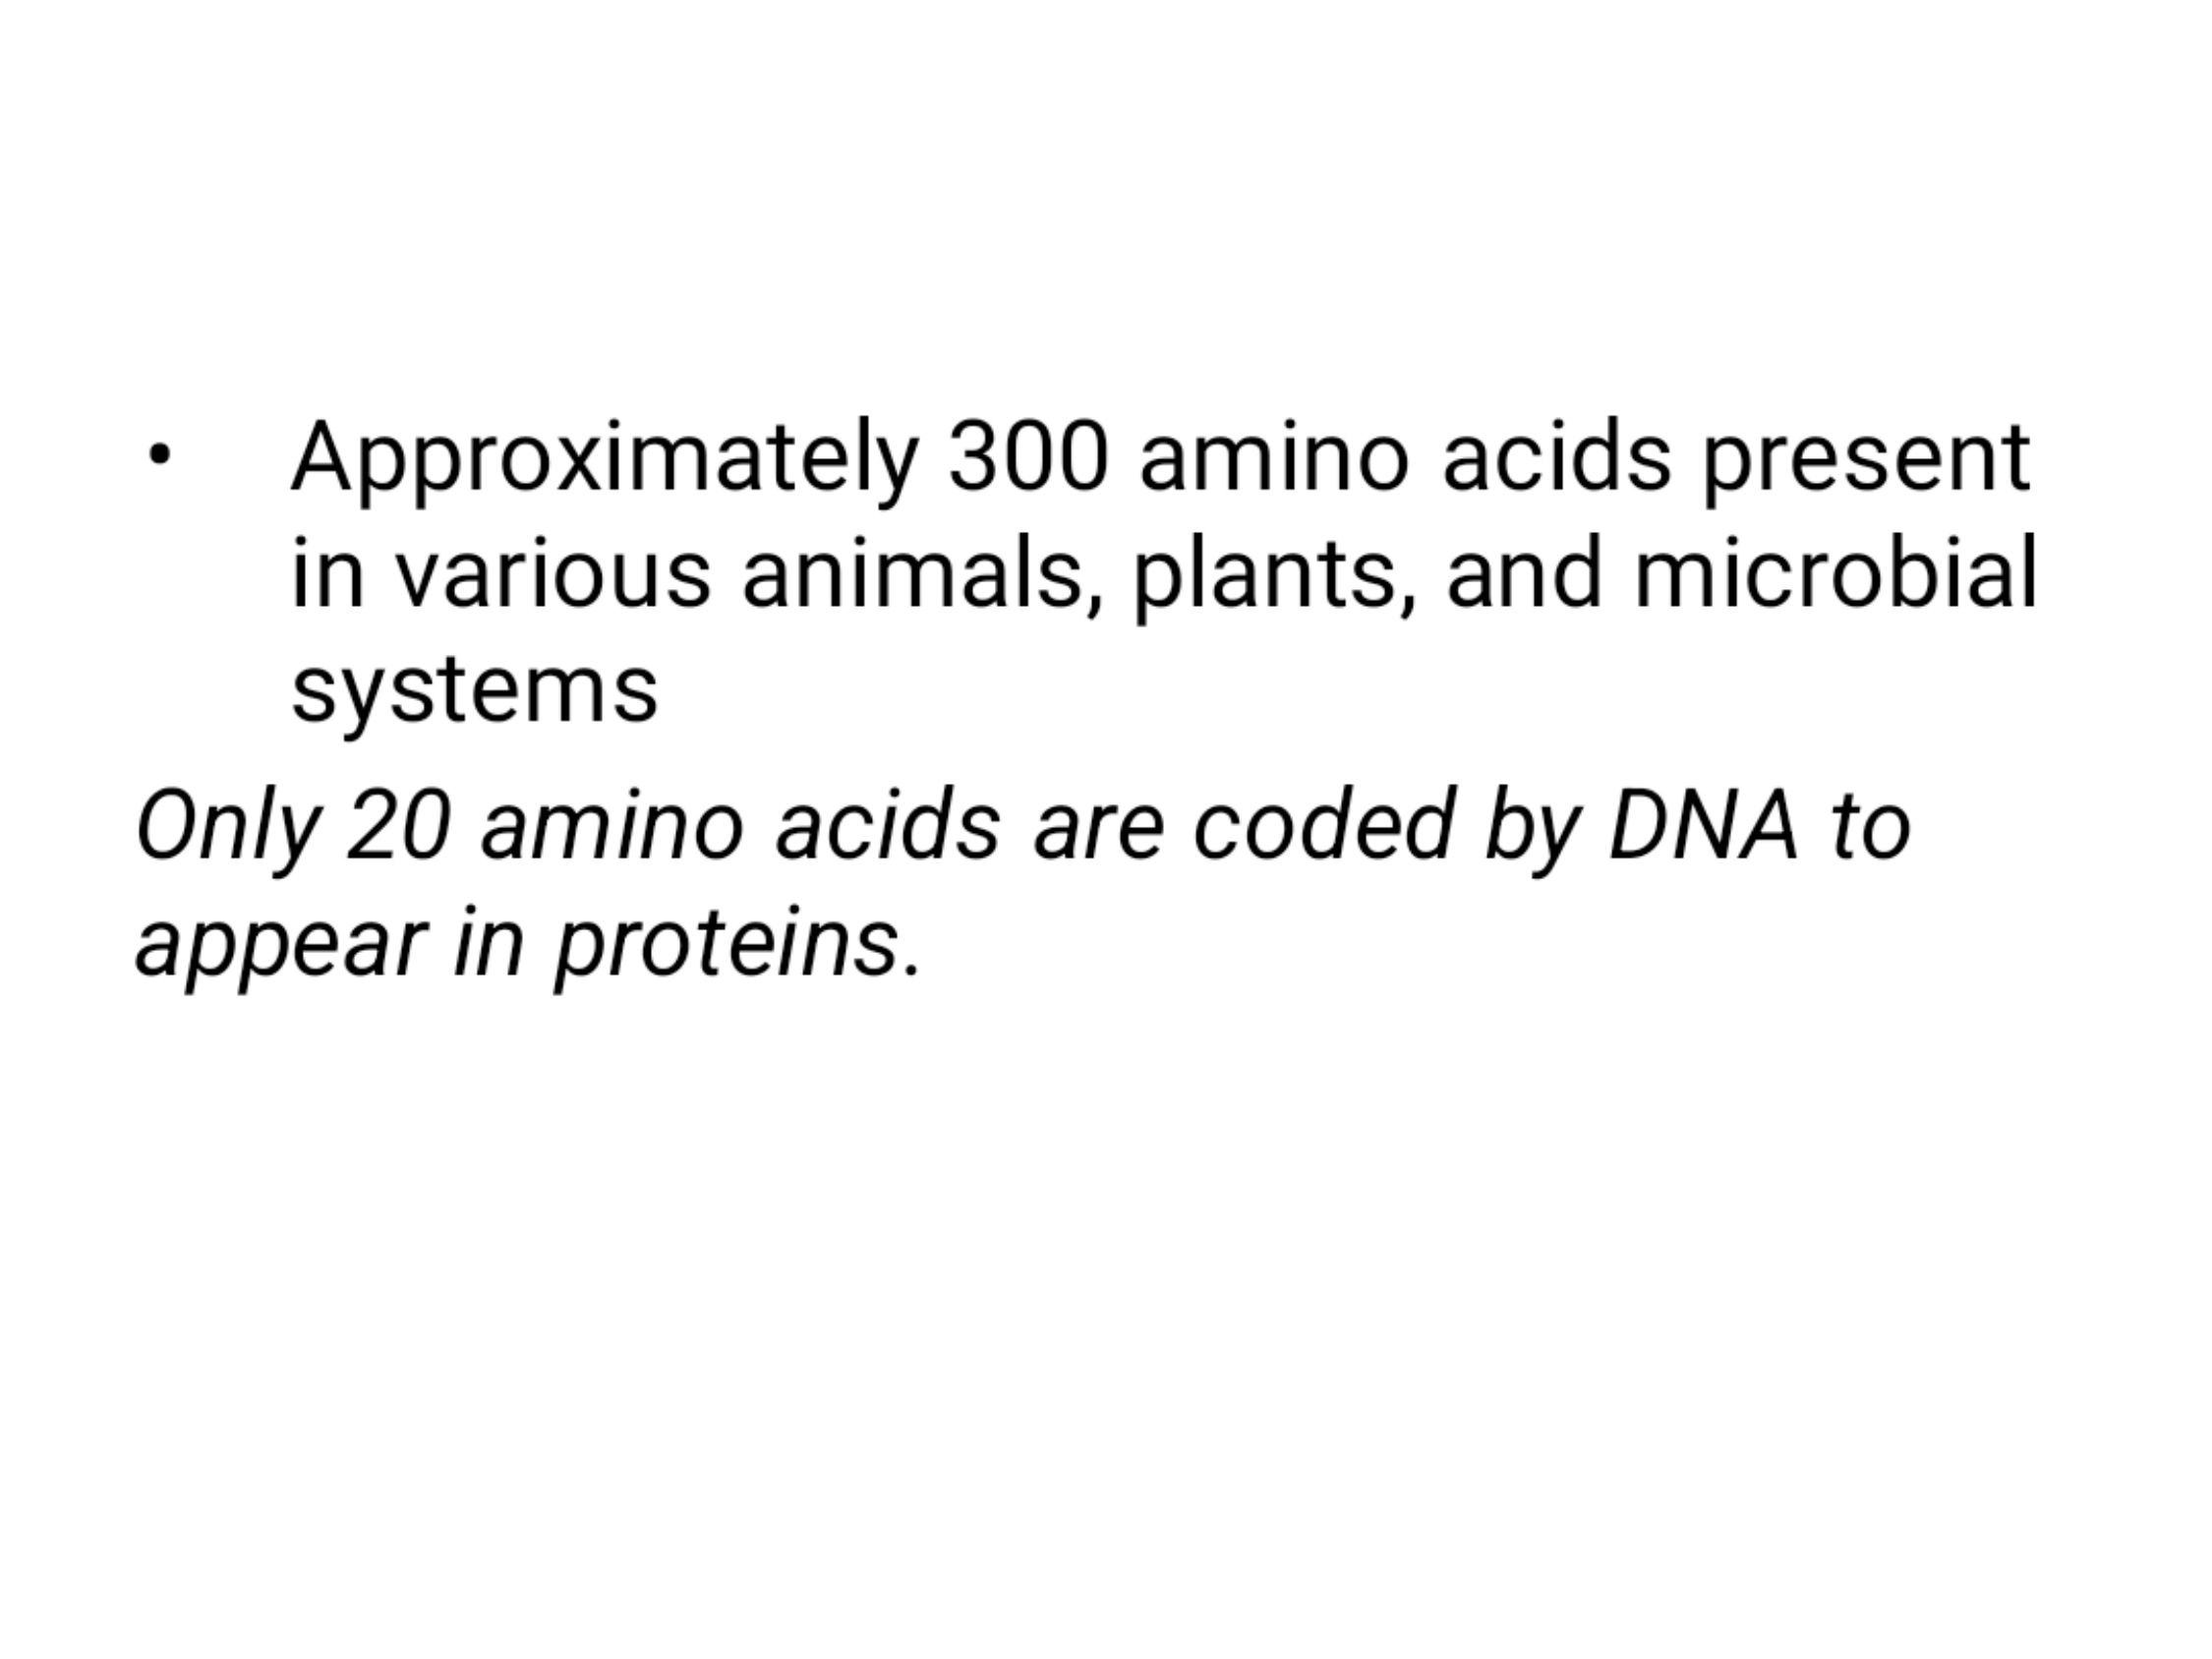 • Approximately 300 amino acids present
in various animals, plants, and microbial
systems
Only 20 amino acids are coded by DNA to
appear in proteins.